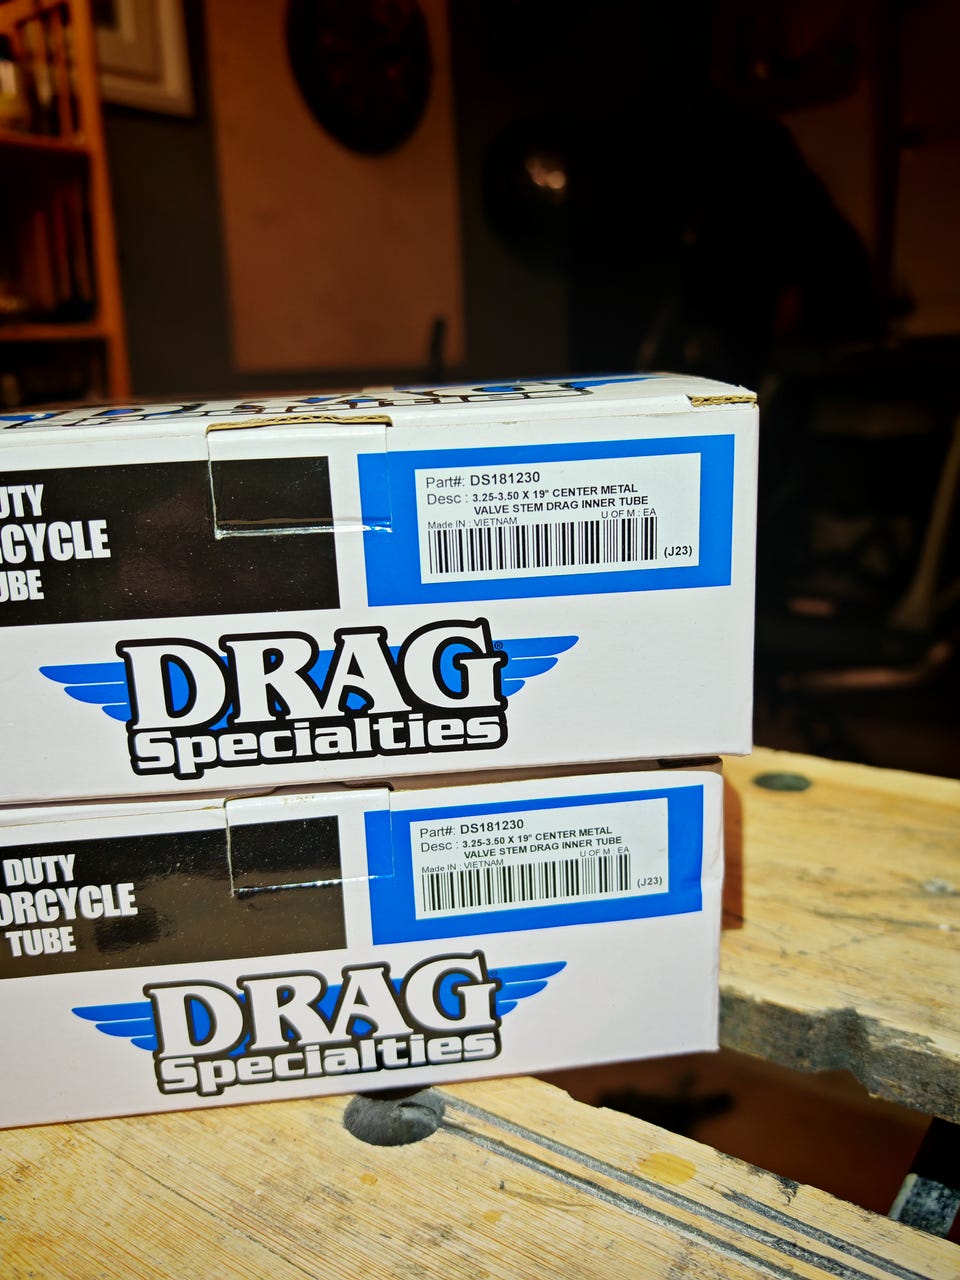 DRAG
UTY
RCYCLE
UBE
Part#: DS181230
Desc : 3.25-3.50 X 19" CENTER METAL
VALVE STEM DRAG INNER TUBE
Made IN : VIETNAM U OF M : EA
(J23)
DRAG®
Specialties
DUTY
ORCYCLE
TUBE
Part#: DS181230
Desc : 3.25-3.50 X 19" CENTER METAL
VALVE STEM DRAG INNER TUBE
Made IN : VIETNAM U OF M : EA
(J23)
DRAG
Specialties